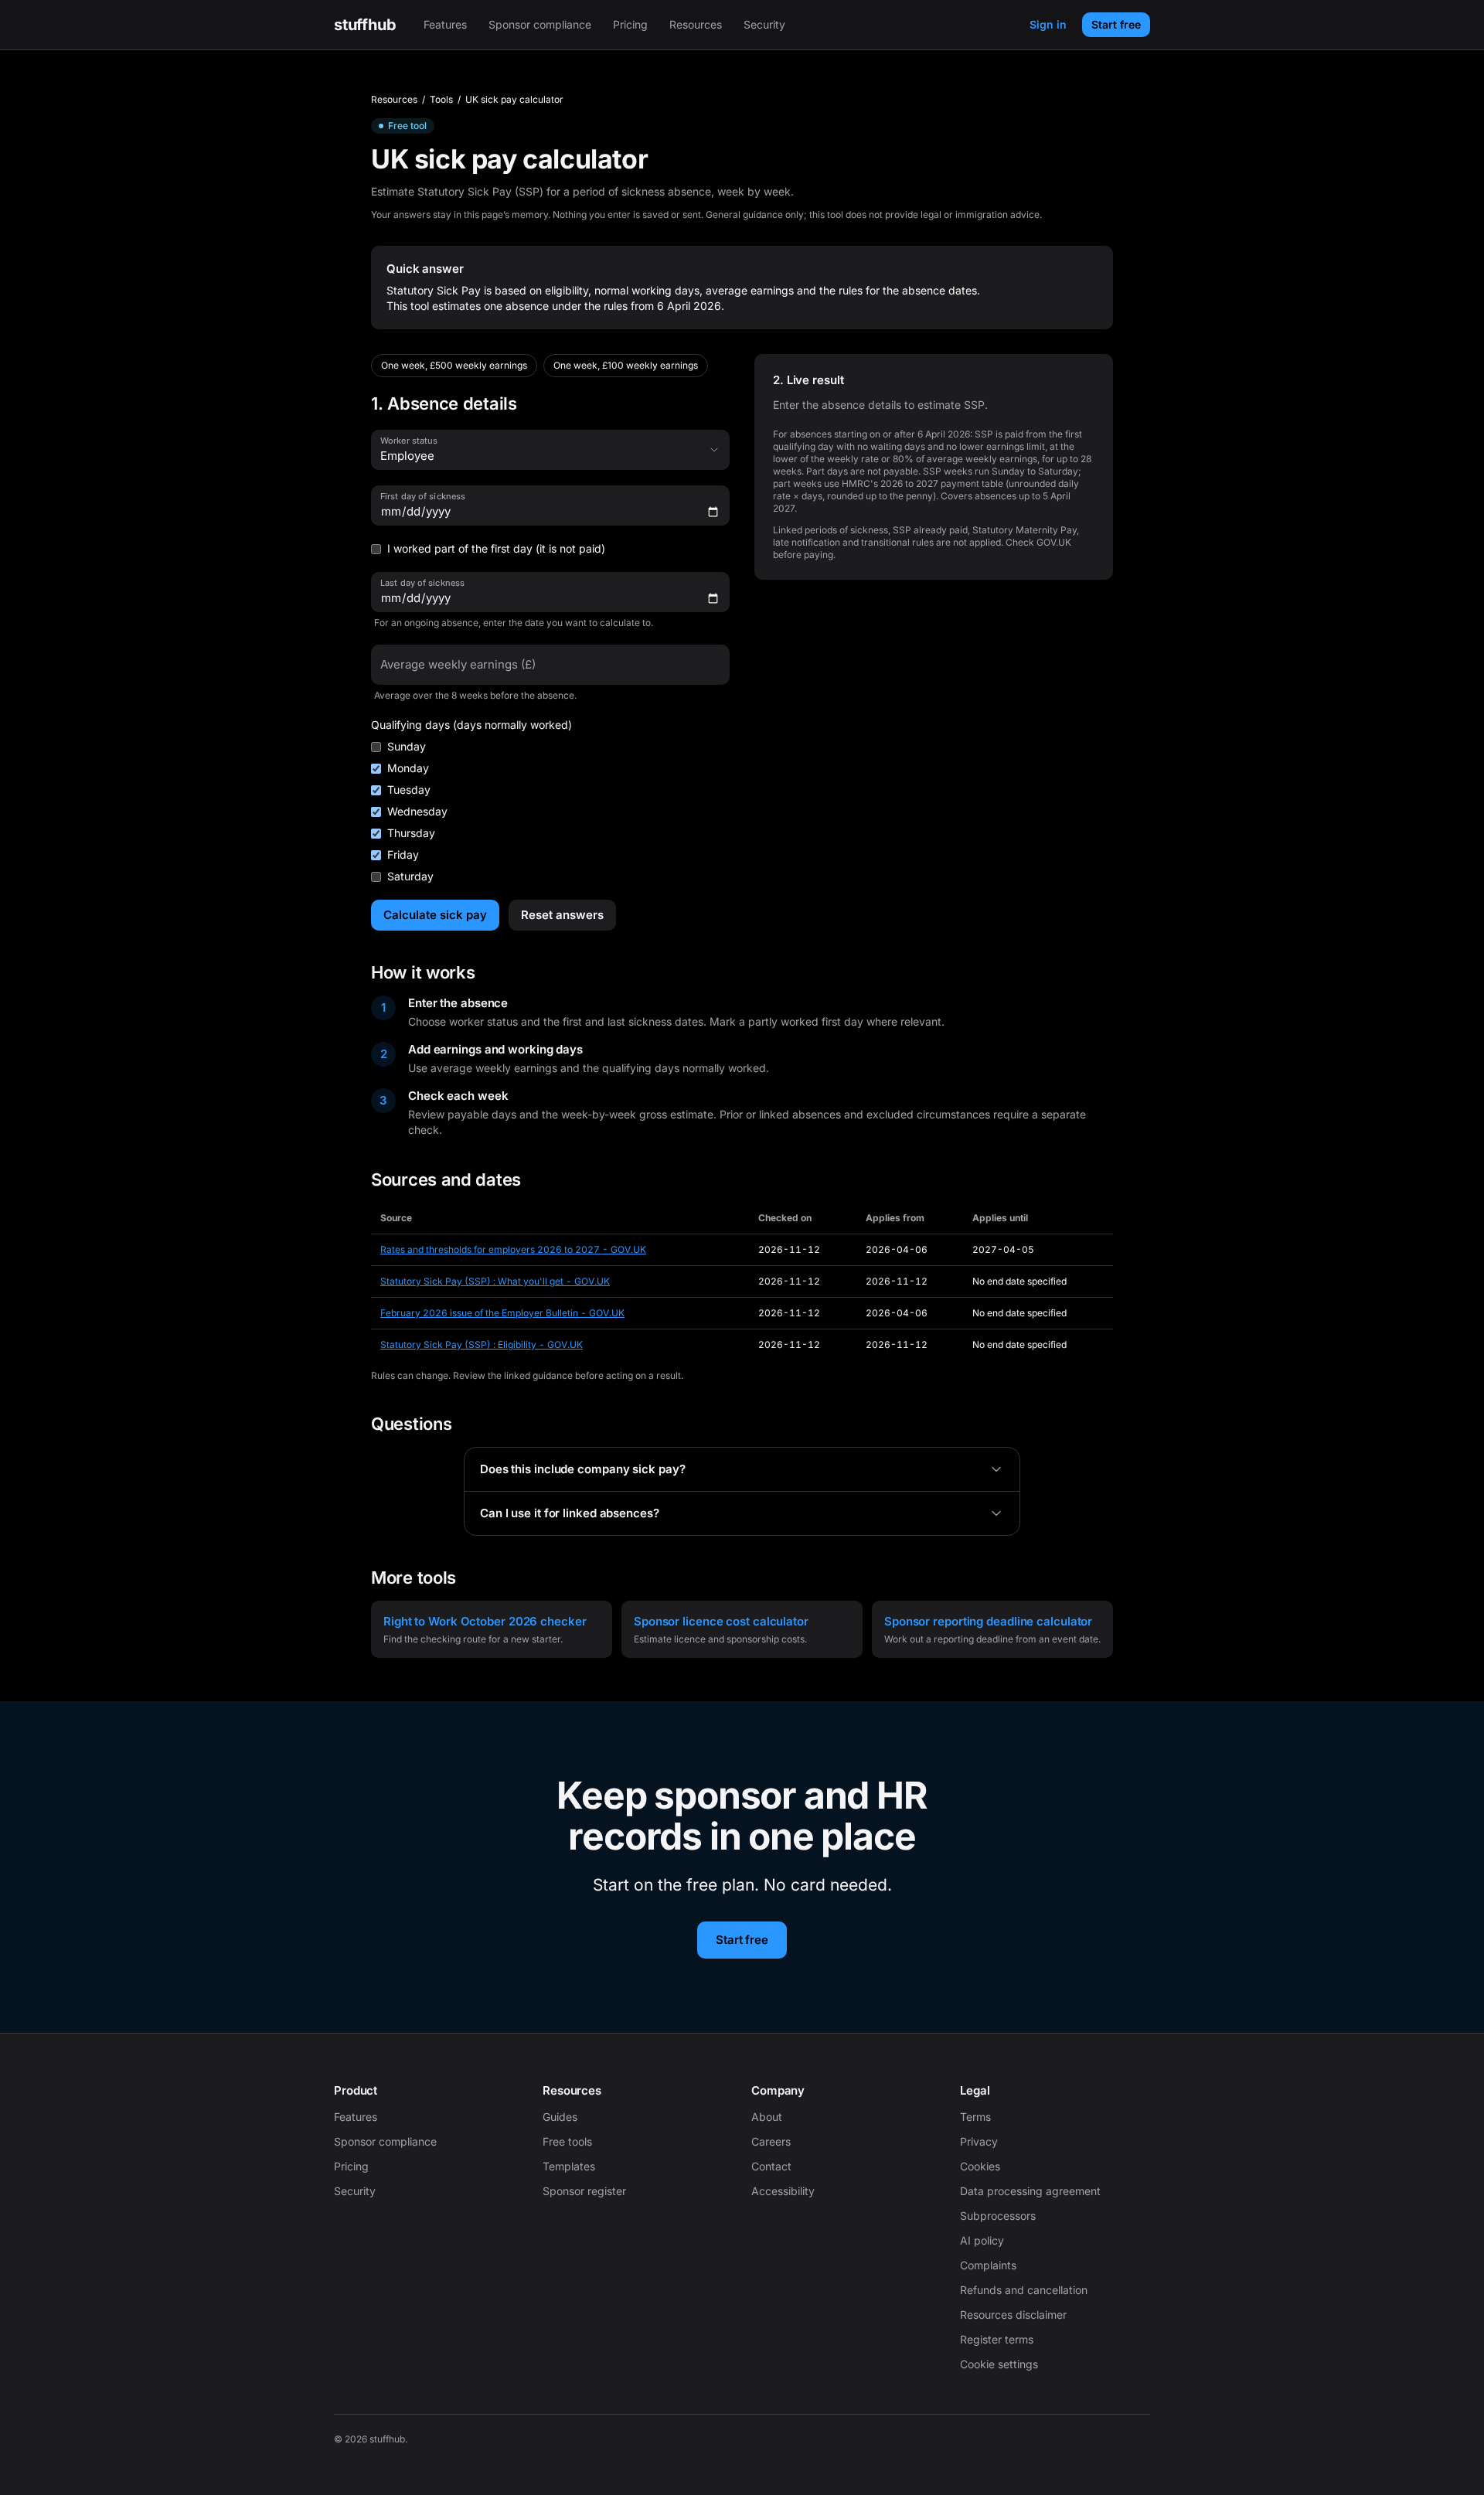 stuffhub Features Sponsor compliance Pricing Resources Security Sign in Start free
Resources / Tools / UK sick pay calculator
Free tool
UK sick pay calculator
Estimate Statutory Sick Pay (SSP) for a period of sickness absence, week by week.
Your answers stay in this page's memory. Nothing you enter is saved or sent. General guidance only; this tool does not provide legal or immigration advice.
Quick answer
Statutory Sick Pay is based on eligibility, normal working days, average earnings and the rules for the absence dates.
This tool estimates one absence under the rules from 6 April 2026.
One week, £500 weekly earnings One week, £100 weekly earnings
1. Absence details
Worker status
Employee
First day of sickness
mm/dd/yyyy
I worked part of the first day (it is not paid)
Last day of sickness
mm/dd/yyyy
For an ongoing absence, enter the date you want to calculate to.
Average weekly earnings (£)
Average over the 8 weeks before the absence.
Qualifying days (days normally worked)
Sunday
Monday
Tuesday
Wednesday
Thursday
Friday
Saturday
Calculate sick pay Reset answers
2. Live result
Enter the absence details to estimate SSP.
For absences starting on or after 6 April 2026: SSP is paid from the first
qualifying day with no waiting days and no lower earnings limit, at the
lower of the weekly rate or 80% of average weekly earnings, for up to 28
weeks. Part days are not payable. SSP weeks run Sunday to Saturday;
part weeks use HMRC's 2026 to 2027 payment table (unrounded daily
rate × days, rounded up to the penny). Covers absences up to 5 April
2027.
Linked periods of sickness, SSP already paid, Statutory Maternity Pay,
late notification and transitional rules are not applied. Check GOV.UK
before paying.
How it works
1 Enter the absence
Choose worker status and the first and last sickness dates. Mark a partly worked first day where relevant.
2 Add earnings and working days
Use average weekly earnings and the qualifying days normally worked.
3 Check each week
Review payable days and the week-by-week gross estimate. Prior or linked absences and excluded circumstances require a separate
check.
Sources and dates
Source Checked on Applies from Applies until
Rates and thresholds for employers 2026 to 2027 - GOV.UK 2026-11-12 2026-04-06 2027-04-05
Statutory Sick Pay (SSP) : What you'll get - GOV.UK 2026-11-12 2026-11-12 No end date specified
February 2026 issue of the Employer Bulletin - GOV.UK 2026-11-12 2026-04-06 No end date specified
Statutory Sick Pay (SSP) : Eligibility - GOV.UK 2026-11-12 2026-11-12 No end date specified
Rules can change. Review the linked guidance before acting on a result.
Questions
Does this include company sick pay?
Can I use it for linked absences?
More tools
Right to Work October 2026 checker
Find the checking route for a new starter.
Sponsor licence cost calculator
Estimate licence and sponsorship costs.
Sponsor reporting deadline calculator
Work out a reporting deadline from an event date.
Keep sponsor and HR
records in one place
Start on the free plan. No card needed.
Start free
Product
Features
Sponsor compliance
Pricing
Security
Resources
Guides
Free tools
Templates
Sponsor register
Company
About
Careers
Contact
Accessibility
Legal
Terms
Privacy
Cookies
Data processing agreement
Subprocessors
AI policy
Complaints
Refunds and cancellation
Resources disclaimer
Register terms
Cookie settings
© 2026 stuffhub.